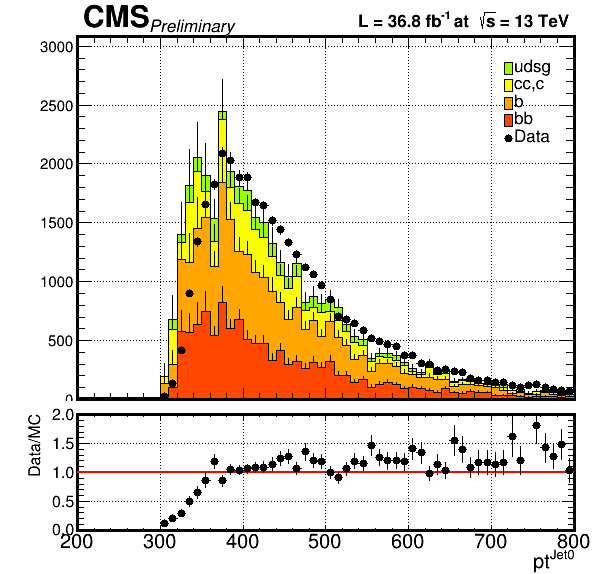 CMS Preliminary L = 36.8 fb⁻¹ at √s = 13 TeV
3000
udsg
cc,c
2500
b
bb
Data
2000
1500
1000
500
0
Data/MC
2.0
1.5
1.0
0.5
0.0
200 300 400 500 600 700 800
pt^Jet0